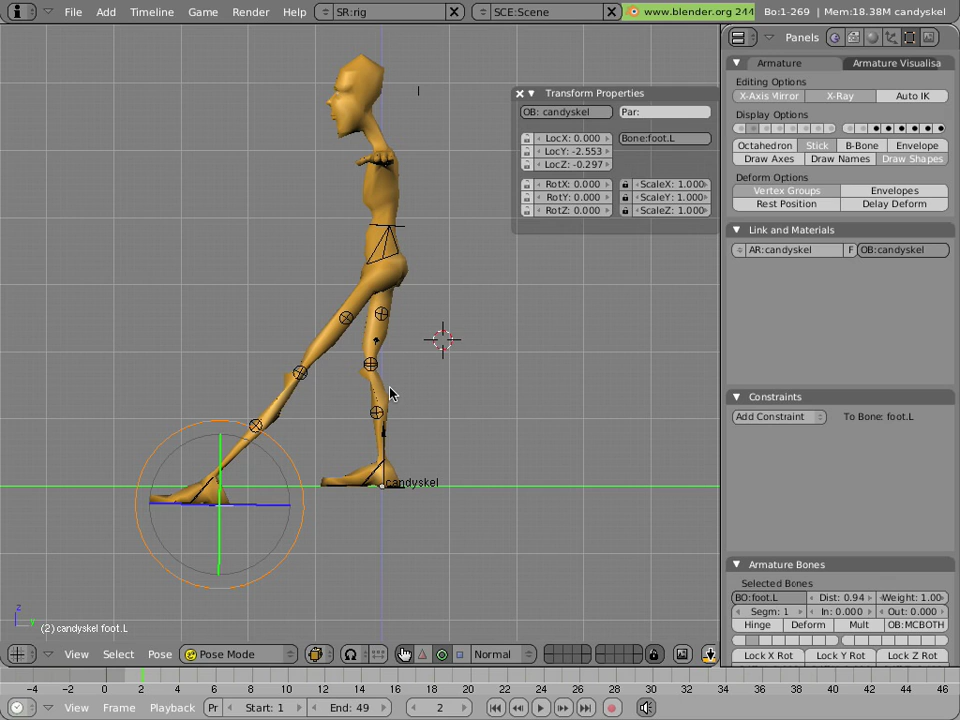 File Add Timeline Game Render Help SR:rig SCE:Scene www.blender.org 244 Bo:1-269 | Mem:18.38M candyskel
Panels
Armature Armature Visualisa
Editing Options
X-Axis Mirror X-Ray Auto IK
Display Options
Octahedron Stick B-Bone Envelope
Draw Axes Draw Names Draw Shapes
Deform Options
Vertex Groups Envelopes
Rest Position Delay Deform
Transform Properties
OB: candyskel Par:
LocX: 0.000 Bone:foot.L
LocY: -2.553
LocZ: -0.297
RotX: 0.000 ScaleX: 1.000
RotY: 0.000 ScaleY: 1.000
RotZ: 0.000 ScaleZ: 1.000
Link and Materials
AR:candyskel F OB:candyskel
Constraints
Add Constraint To Bone: foot.L
Armature Bones
Selected Bones
BO:foot.L Dist: 0.94 Weight: 1.00
Segm: 1 In: 0.000 Out: 0.000
Hinge Deform Mult OB:MCBOTH
Lock X Rot Lock Y Rot Lock Z Rot
candyskel
z
y
(2) candyskel foot.L
View Select Pose Pose Mode Normal
-4 -2 0 2 4 6 8 10 12 14 16 18 20 22 24 26 28 30 32 34 36 38 40 42 44 46
View Frame Playback Pr Start: 1 End: 49 2